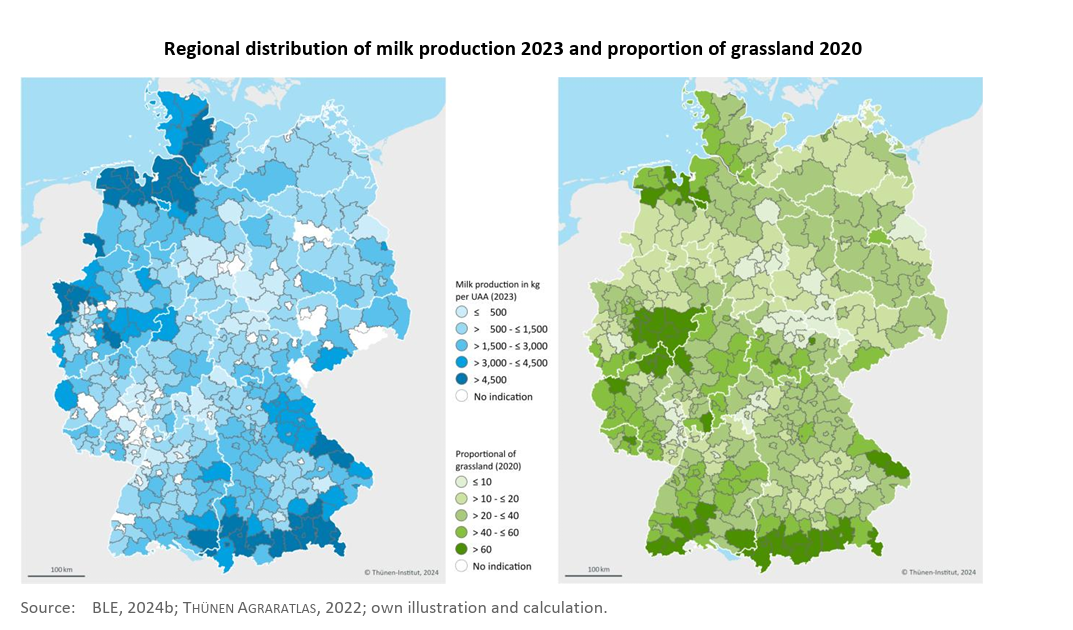 Regional distribution of milk production 2023 and proportion of grassland 2020
Milk production in kg
per UAA (2023)
≤ 500
> 500 - ≤ 1,500
> 1,500 - ≤ 3,000
> 3,000 - ≤ 4,500
> 4,500
No indication
Proportional of
grassland (2020)
≤ 10
> 10 - ≤ 20
> 20 - ≤ 40
> 40 - ≤ 60
> 60
No indication
100 km
© Thünen-Institut, 2024
100 km
© Thünen-Institut, 2024
Source: BLE, 2024b; THÜNEN AGRARATLAS, 2022; own illustration and calculation.